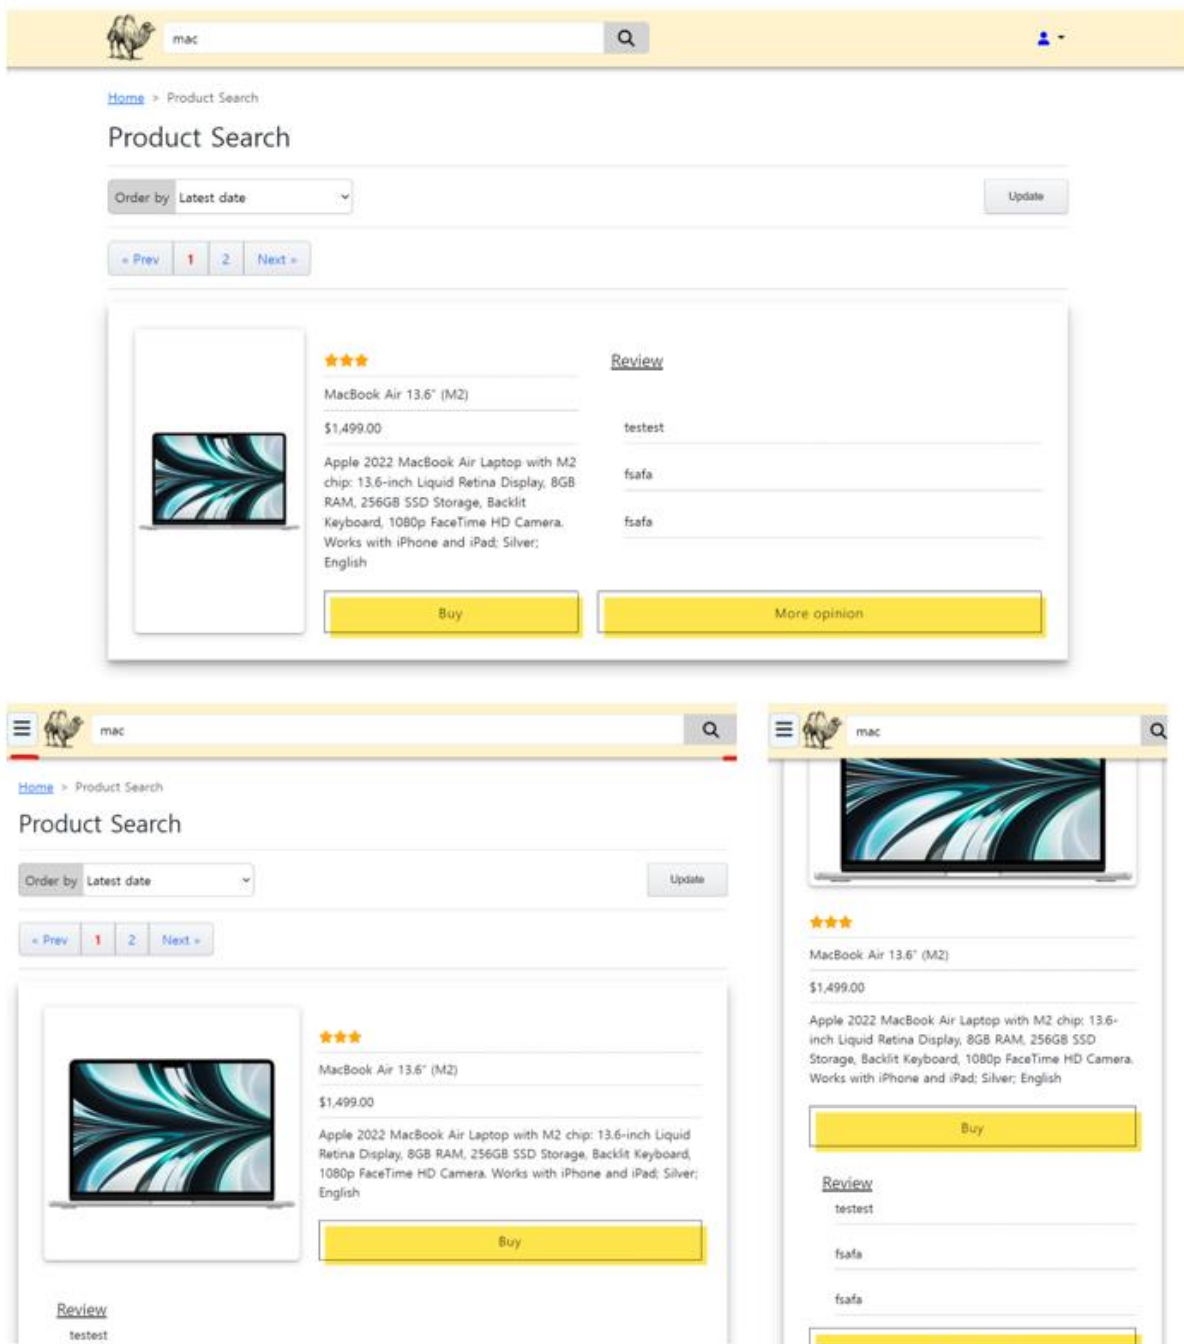 mac
Home > Product Search
Product Search
Order by Latest date
Update
« Prev 1 2 Next »
Review
MacBook Air 13.6" (M2)
$1,499.00
Apple 2022 MacBook Air Laptop with M2
chip: 13.6-inch Liquid Retina Display, 8GB
RAM, 256GB SSD Storage, Backlit
Keyboard, 1080p FaceTime HD Camera.
Works with iPhone and iPad; Silver;
English
testest
fsafa
fsafa
Buy
More opinion
mac
Home > Product Search
Product Search
Order by Latest date
Update
« Prev 1 2 Next »
MacBook Air 13.6" (M2)
$1,499.00
Apple 2022 MacBook Air Laptop with M2 chip: 13.6-inch Liquid
Retina Display, 8GB RAM, 256GB SSD Storage, Backlit Keyboard,
1080p FaceTime HD Camera. Works with iPhone and iPad; Silver;
English
Buy
Review
testest
mac
MacBook Air 13.6" (M2)
$1,499.00
Apple 2022 MacBook Air Laptop with M2 chip: 13.6-
inch Liquid Retina Display, 8GB RAM, 256GB SSD
Storage, Backlit Keyboard, 1080p FaceTime HD Camera.
Works with iPhone and iPad; Silver; English
Buy
Review
testest
fsafa
fsafa